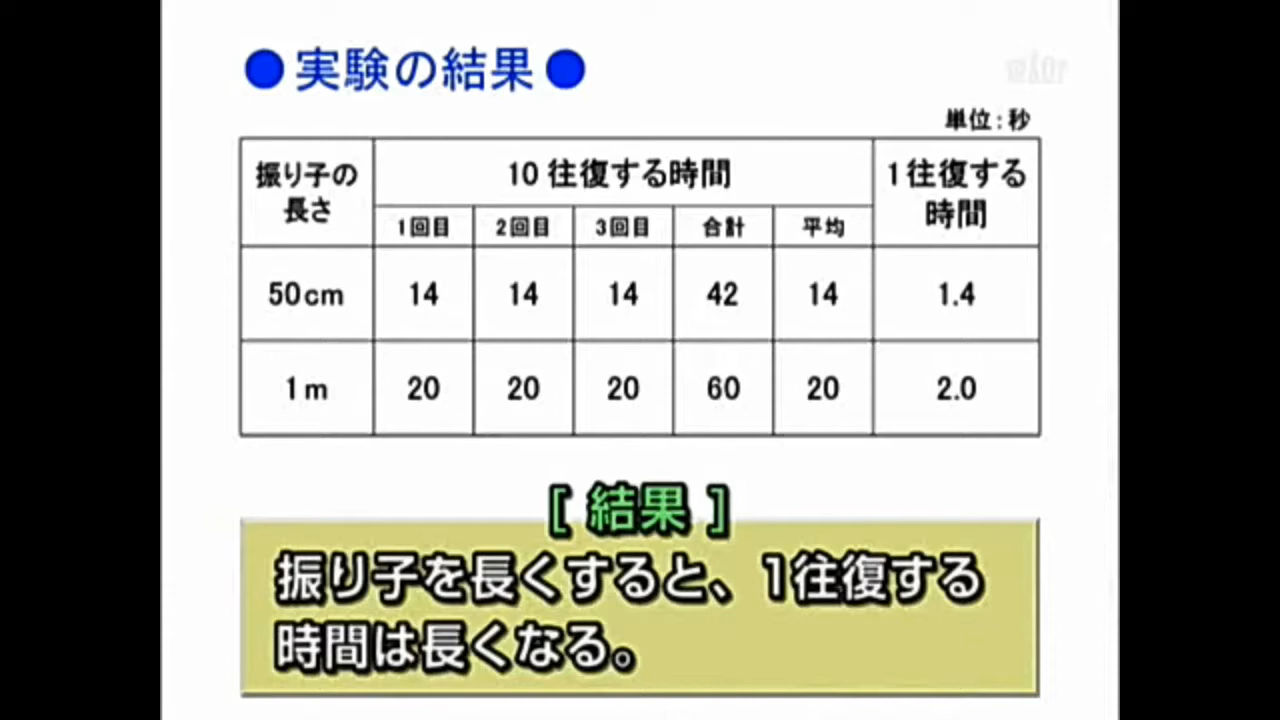 ●実験の結果●
単位:秒
振り子の長さ 10往復する時間 1往復する時間
1回目 2回目 3回目 合計 平均
50cm 14 14 14 42 14 1.4
1m 20 20 20 60 20 2.0
[ 結果 ]
振り子を長くすると、1往復する
時間は長くなる。